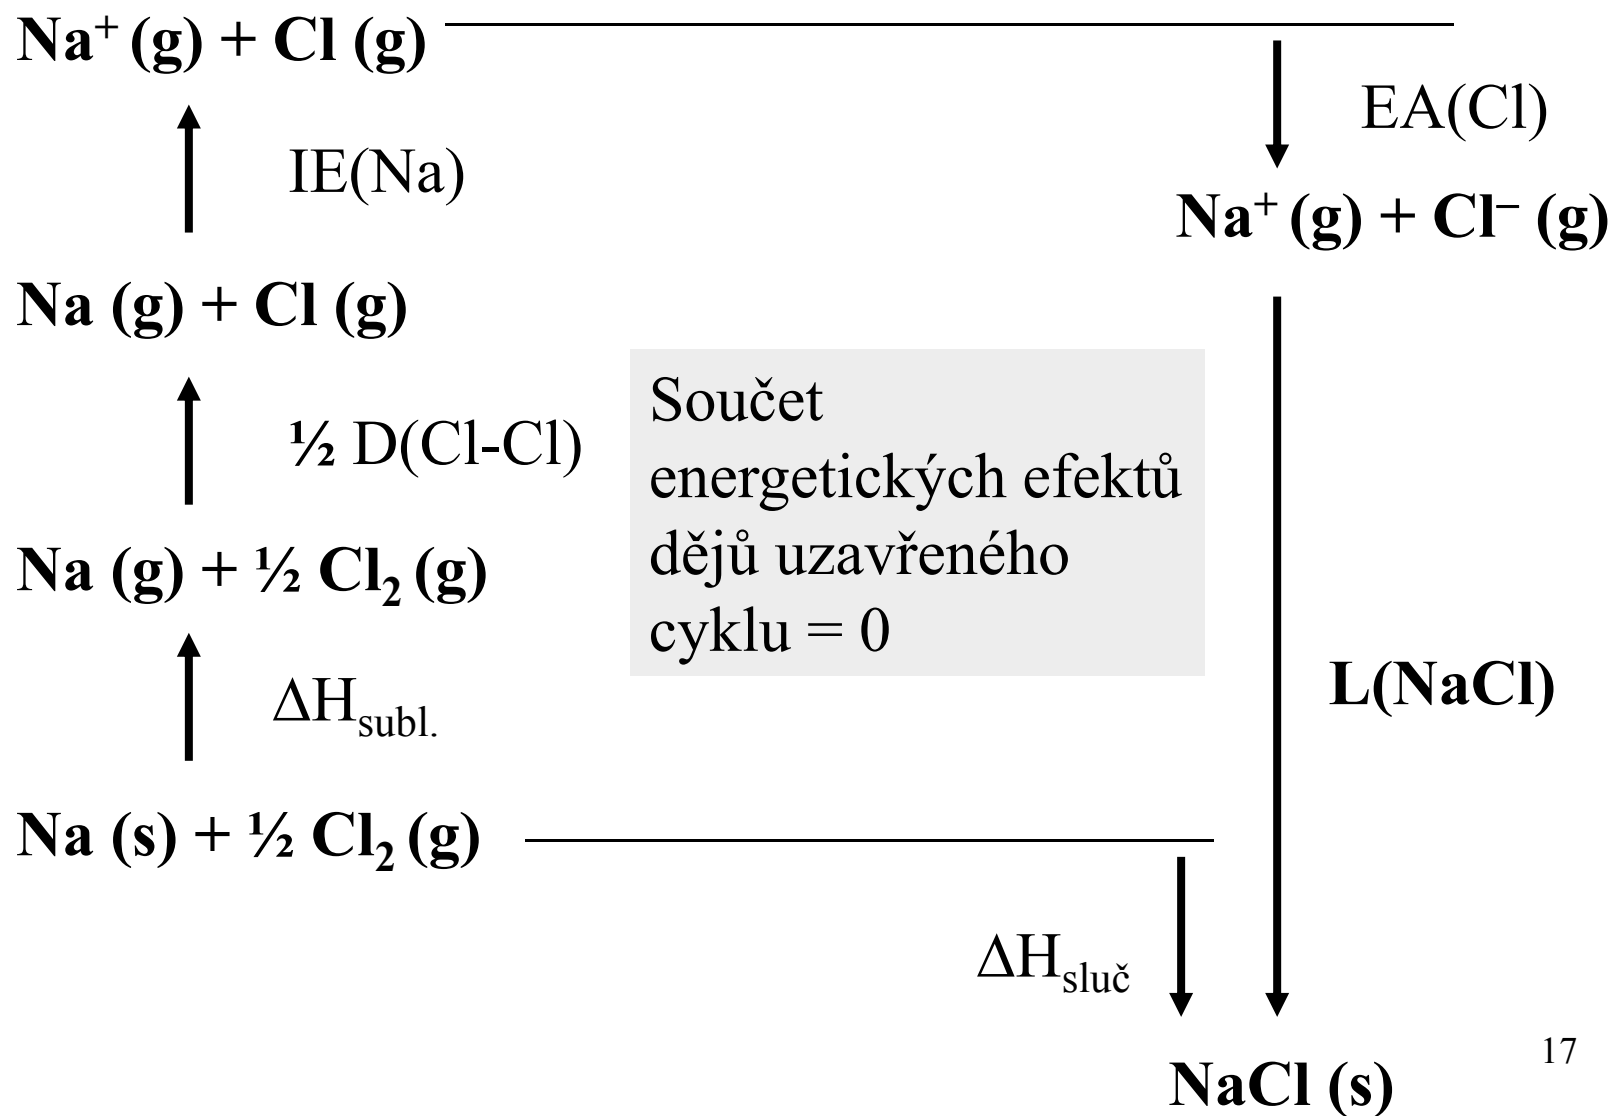 Na⁺ (g) + Cl (g)
EA(Cl)
IE(Na)
Na⁺ (g) + Cl⁻ (g)
Na (g) + Cl (g)
½ D(Cl-Cl)
Součet
energetických efektů
dějů uzavřeného
cyklu = 0
Na (g) + ½ Cl₂ (g)
L(NaCl)
ΔHsubl.
Na (s) + ½ Cl₂ (g)
ΔHsluč
NaCl (s)
17